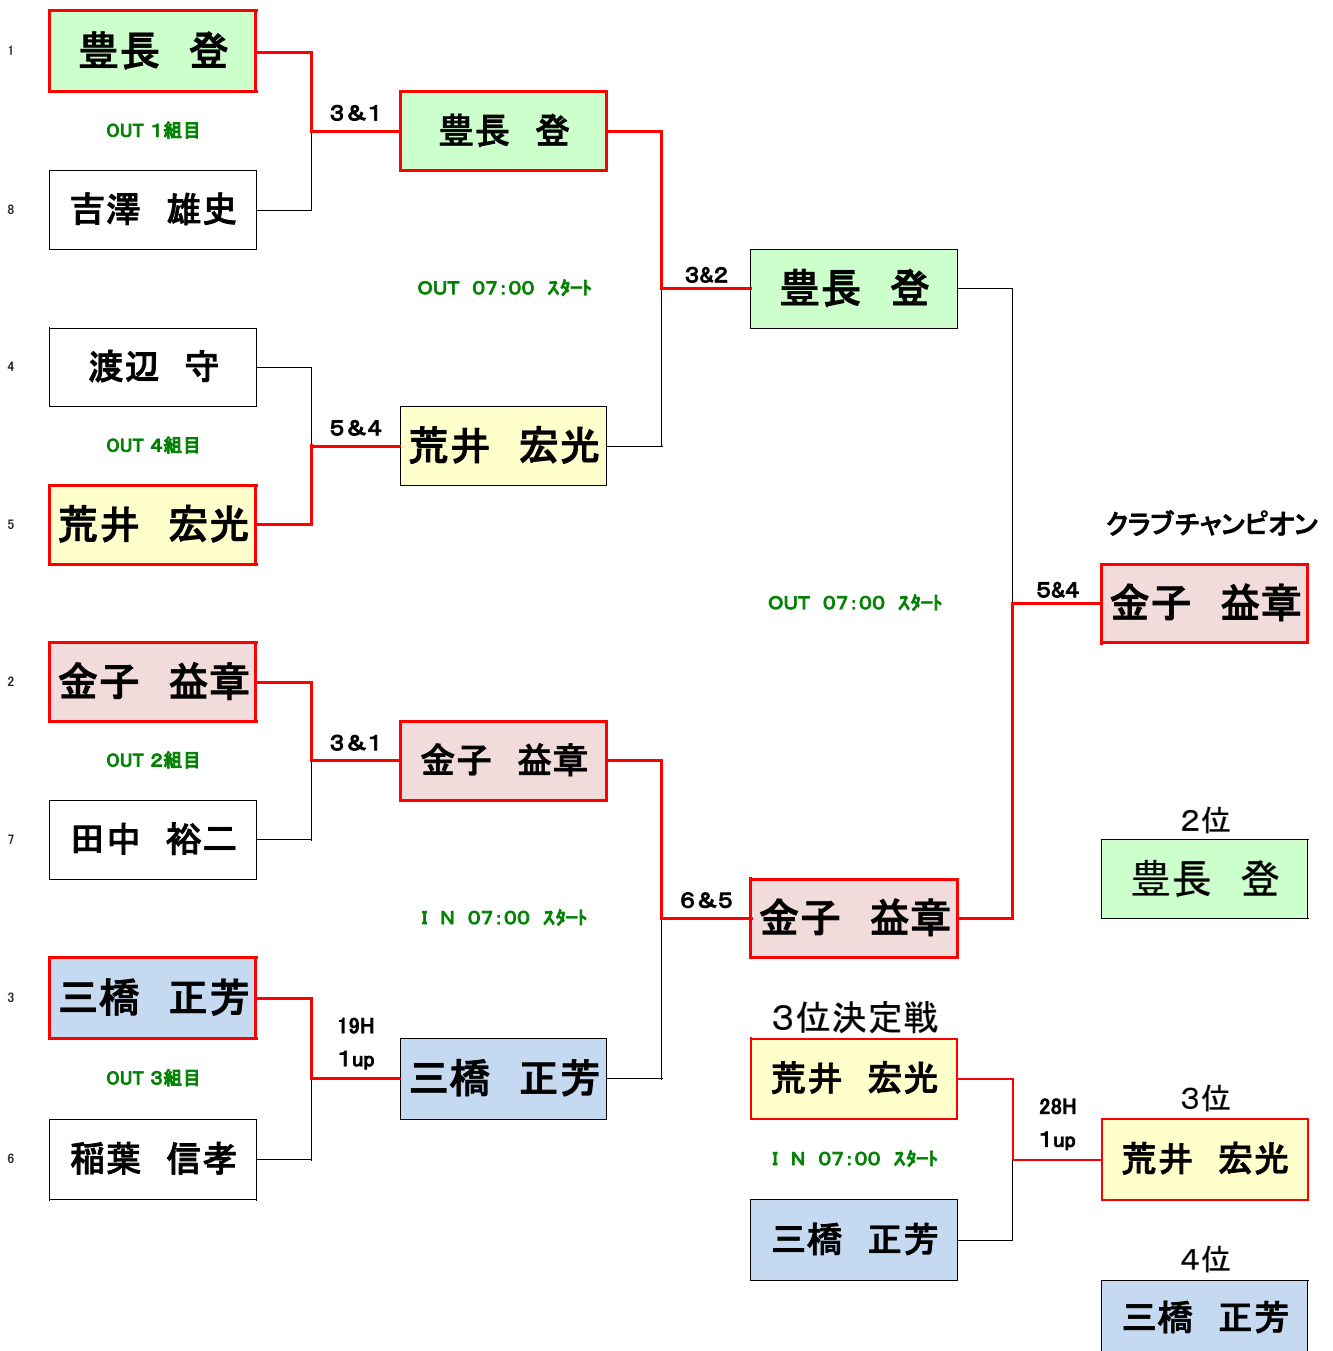 1
豊長　登
OUT 1組目
3＆1
豊長　登
8
吉澤　雄史
OUT 07：00 ｽﾀｰﾄ
3&2
豊長　登
4
渡辺　守
OUT 4組目
5＆4
荒井　宏光
5
荒井　宏光
クラブチャンピオン
OUT 07：00 ｽﾀｰﾄ
5&4
金子　益章
2
金子　益章
OUT 2組目
3＆1
金子　益章
7
田中　裕二
2位
豊長　登
I N 07：00 ｽﾀｰﾄ
6＆5
金子　益章
3
三橋　正芳
OUT 3組目
19H
1up
三橋　正芳
6
稲葉　信孝
3位決定戦
荒井　宏光
I N 07：00 ｽﾀｰﾄ
三橋　正芳
28H
1up
3位
荒井　宏光
4位
三橋　正芳